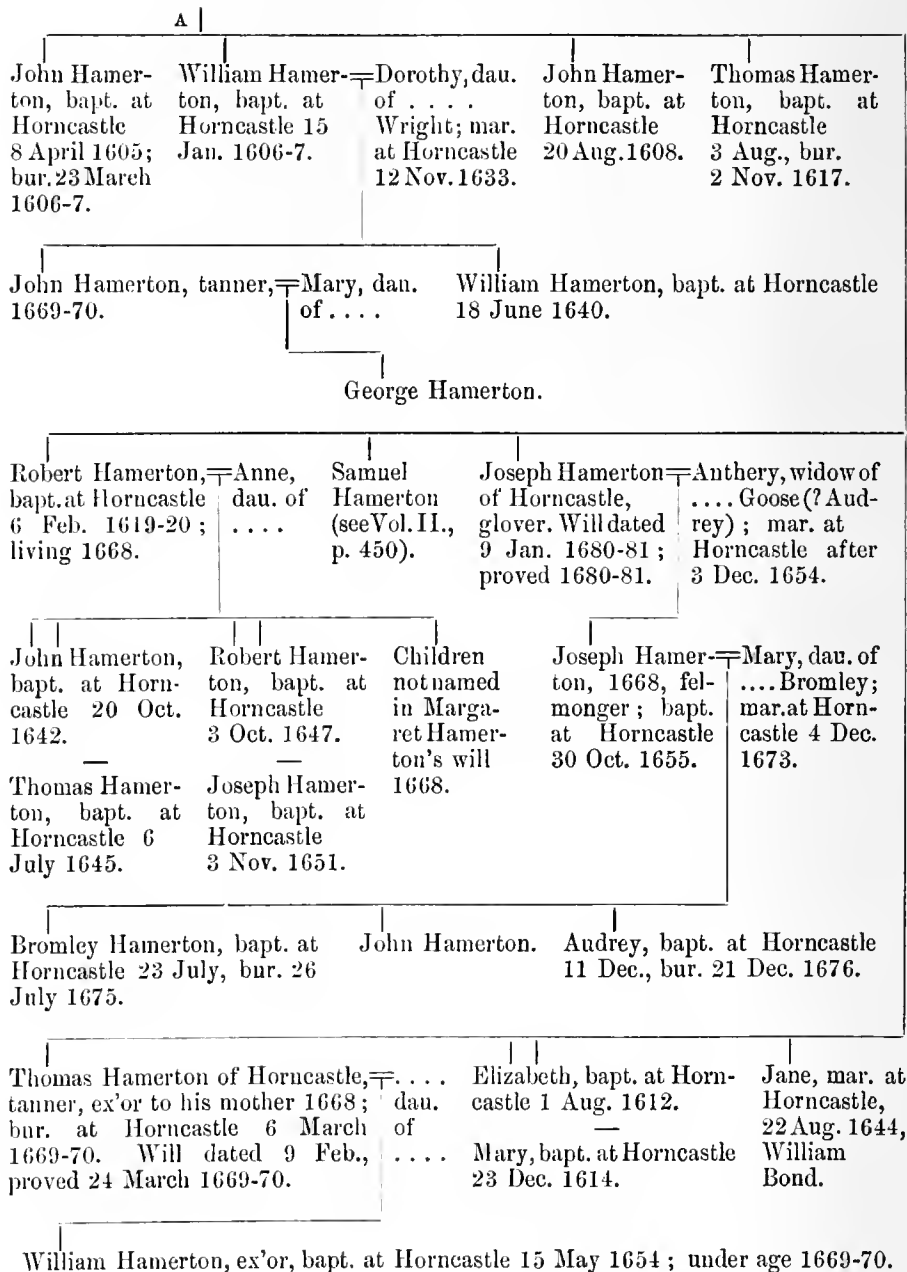 A
John Hamer-
ton, bapt. at
Horncastle
8 April 1605;
bur. 23 March
1606-7.
William Hamer-
ton, bapt. at
Horncastle 15
Jan. 1606-7.
Dorothy, dau.
of . . . .
Wright; mar.
at Horncastle
12 Nov. 1633.
John Hamer-
ton, bapt. at
Horncastle
20 Aug. 1608.
Thomas Hamer-
ton, bapt. at
Horncastle
3 Aug., bur.
2 Nov. 1617.
John Hamerton, tanner,
1669-70.
Mary, dau.
of . . . .
William Hamerton, bapt. at Horncastle
18 June 1640.
George Hamerton.
Robert Hamerton,
bapt. at Horncastle
6 Feb. 1619-20;
living 1668.
Anne,
dau. of
. . . .
Samuel
Hamerton
(see Vol. II.,
p. 450).
Joseph Hamerton
of Horncastle,
glover. Will dated
9 Jan. 1680-81;
proved 1680-81.
Anthery, widow of
. . . . Goose (? Aud-
rey); mar. at
Horncastle after
3 Dec. 1654.
John Hamerton,
bapt. at Horn-
castle 20 Oct.
1642.
—
Thomas Hamer-
ton, bapt. at
Horncastle 6
July 1645.
Robert Hamer-
ton, bapt. at
Horncastle
3 Oct. 1647.
—
Joseph Hamer-
ton, bapt. at
Horncastle
3 Nov. 1651.
Children
not named
in Marga-
ret Hamer-
ton's will
1668.
Joseph Hamer-
ton, 1668, fel-
monger; bapt.
at Horncastle
30 Oct. 1655.
Mary, dau. of
. . . . Bromley;
mar. at Horn-
castle 4 Dec.
1673.
Bromley Hamerton, bapt. at
Horncastle 23 July, bur. 26
July 1675.
John Hamerton.
Audrey, bapt. at Horncastle
11 Dec., bur. 21 Dec. 1676.
Thomas Hamerton of Horncastle,
tanner, ex'or to his mother 1668;
bur. at Horncastle 6 March
1669-70. Will dated 9 Feb.,
proved 24 March 1669-70.
. . . .
dau.
of
. . . .
Elizabeth, bapt. at Horn-
castle 1 Aug. 1612.
—
Mary, bapt. at Horncastle
23 Dec. 1614.
Jane, mar. at
Horncastle,
22 Aug. 1644,
William
Bond.
William Hamerton, ex'or, bapt. at Horncastle 15 May 1654; under age 1669-70.